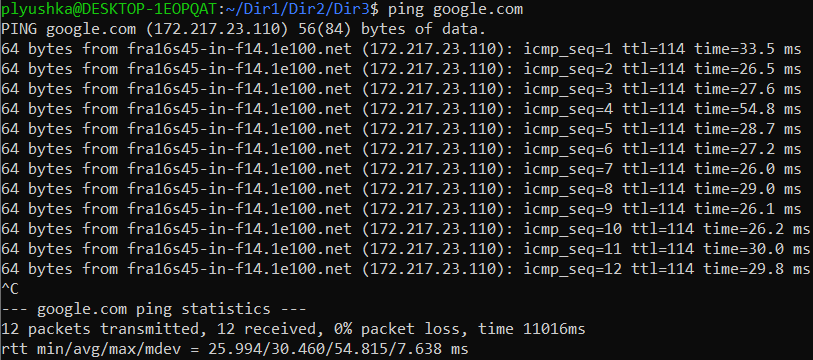 plyushka@DESKTOP-1EOPQAT:~/Dir1/Dir2/Dir3$ ping google.com
PING google.com (172.217.23.110) 56(84) bytes of data.
64 bytes from fra16s45-in-f14.1e100.net (172.217.23.110): icmp_seq=1 ttl=114 time=33.5 ms
64 bytes from fra16s45-in-f14.1e100.net (172.217.23.110): icmp_seq=2 ttl=114 time=26.5 ms
64 bytes from fra16s45-in-f14.1e100.net (172.217.23.110): icmp_seq=3 ttl=114 time=27.6 ms
64 bytes from fra16s45-in-f14.1e100.net (172.217.23.110): icmp_seq=4 ttl=114 time=54.8 ms
64 bytes from fra16s45-in-f14.1e100.net (172.217.23.110): icmp_seq=5 ttl=114 time=28.7 ms
64 bytes from fra16s45-in-f14.1e100.net (172.217.23.110): icmp_seq=6 ttl=114 time=27.2 ms
64 bytes from fra16s45-in-f14.1e100.net (172.217.23.110): icmp_seq=7 ttl=114 time=26.0 ms
64 bytes from fra16s45-in-f14.1e100.net (172.217.23.110): icmp_seq=8 ttl=114 time=29.0 ms
64 bytes from fra16s45-in-f14.1e100.net (172.217.23.110): icmp_seq=9 ttl=114 time=26.1 ms
64 bytes from fra16s45-in-f14.1e100.net (172.217.23.110): icmp_seq=10 ttl=114 time=26.2 ms
64 bytes from fra16s45-in-f14.1e100.net (172.217.23.110): icmp_seq=11 ttl=114 time=30.0 ms
64 bytes from fra16s45-in-f14.1e100.net (172.217.23.110): icmp_seq=12 ttl=114 time=29.8 ms
^C
--- google.com ping statistics ---
12 packets transmitted, 12 received, 0% packet loss, time 11016ms
rtt min/avg/max/mdev = 25.994/30.460/54.815/7.638 ms